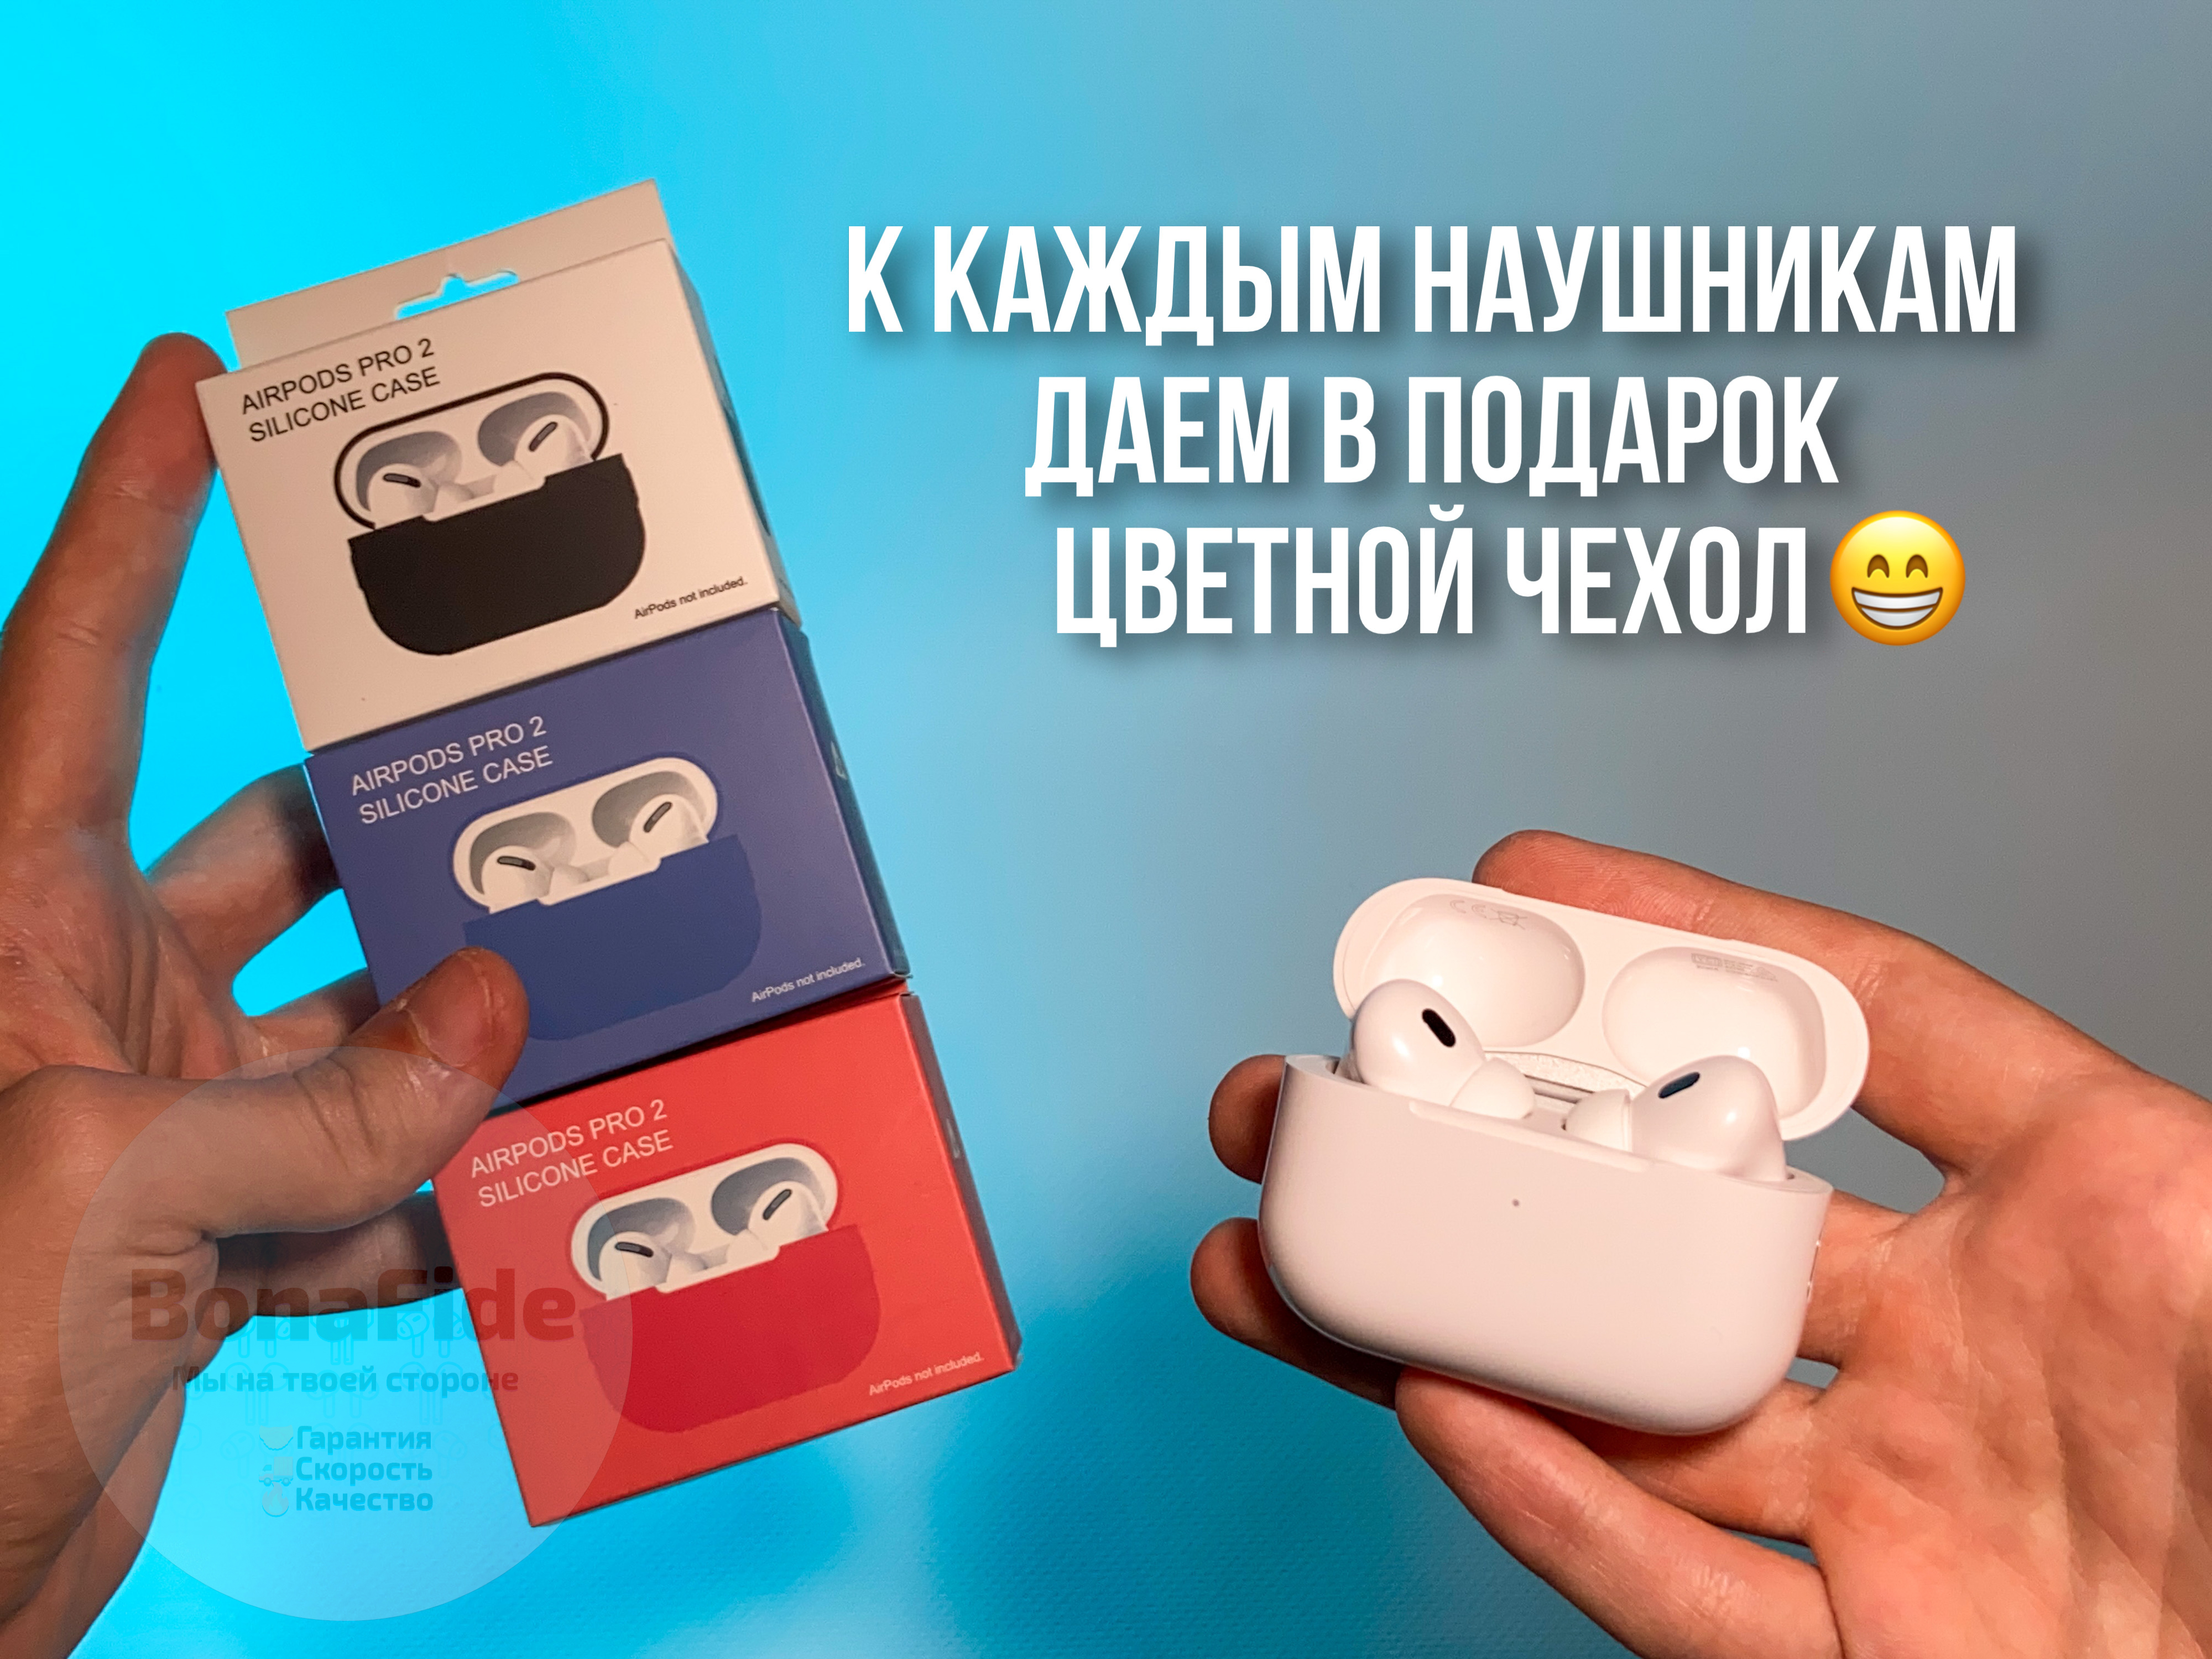 К КАЖДЫМ НАУШНИКАМ
ДАЕМ В ПОДАРОК
ЦВЕТНОЙ ЧЕХОЛ😁
AIRPODS PRO 2
SILICONE CASE
AirPods not included.
AIRPODS PRO 2
SILICONE CASE
AirPods not included.
AIRPODS PRO 2
SILICONE CASE
AirPods not included.
BonaFide
Мы на твоей стороне
Гарантия
Скорость
Качество